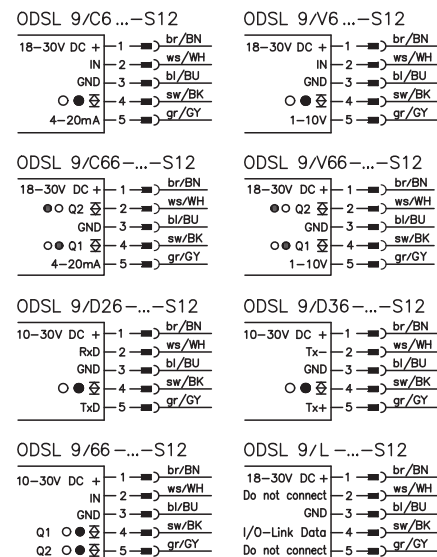 ODSL 9/C6...-S12
18-30V DC + 1 br/BN
IN 2 ws/WH
GND 3 bl/BU
4 sw/BK
4-20mA 5 gr/GY
ODSL 9/V6...-S12
18-30V DC + 1 br/BN
IN 2 ws/WH
GND 3 bl/BU
4 sw/BK
1-10V 5 gr/GY
ODSL 9/C66-...-S12
18-30V DC + 1 br/BN
Q2 2 ws/WH
GND 3 bl/BU
Q1 4 sw/BK
4-20mA 5 gr/GY
ODSL 9/V66-...-S12
18-30V DC + 1 br/BN
Q2 2 ws/WH
GND 3 bl/BU
Q1 4 sw/BK
1-10V 5 gr/GY
ODSL 9/D26-...-S12
10-30V DC + 1 br/BN
RxD 2 ws/WH
GND 3 bl/BU
4 sw/BK
TxD 5 gr/GY
ODSL 9/D36-...-S12
10-30V DC + 1 br/BN
Tx- 2 ws/WH
GND 3 bl/BU
4 sw/BK
Tx+ 5 gr/GY
ODSL 9/66-...-S12
10-30V DC + 1 br/BN
IN 2 ws/WH
GND 3 bl/BU
Q1 4 sw/BK
Q2 5 gr/GY
ODSL 9/L-...-S12
18-30V DC + 1 br/BN
Do not connect 2 ws/WH
GND 3 bl/BU
I/O-Link Data 4 sw/BK
Do not connect 5 gr/GY